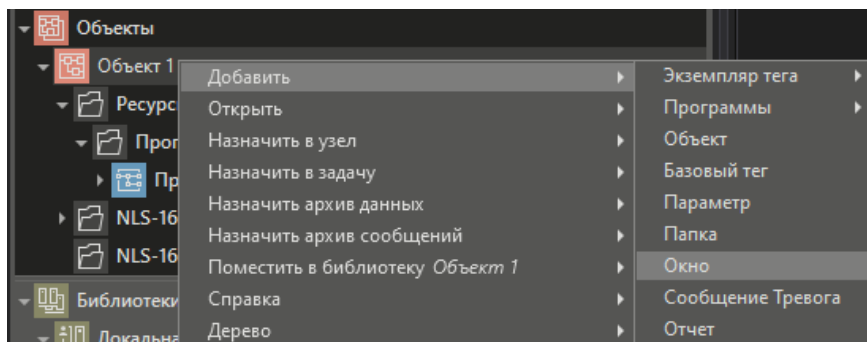 Объекты
Объект 1
Ресурс
Прог
Пр
NLS-16
NLS-16
Библиотеки
Локальна
Добавить
Открыть
Назначить в узел
Назначить в задачу
Назначить архив данных
Назначить архив сообщений
Поместить в библиотеку Объект 1
Справка
Дерево
Экземпляр тега
Программы
Объект
Базовый тег
Параметр
Папка
Окно
Сообщение Тревога
Отчет